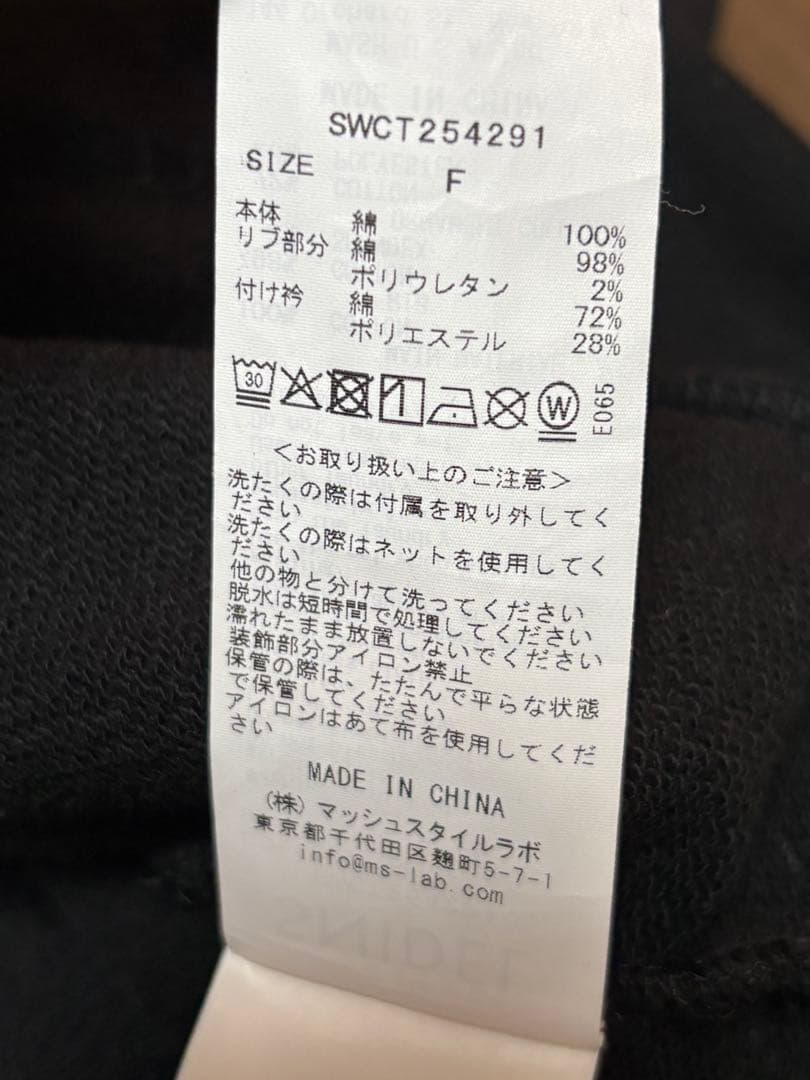 SWCT254291
SIZE F
本体 綿 100%
リブ部分 綿 98%
ポリウレタン 2%
付け衿 綿 72%
ポリエステル 28%
30 W E065
<お取り扱い上のご注意>
洗たくの際は付属を取り外してく
ださい
洗たくの際はネットを使用してく
ださい
他の物と分けて洗ってください
脱水は短時間で処理してください
濡れたまま放置しないでください
装飾部分アイロン禁止
保管の際は、たたんで平らな状態
で保管してください
アイロンはあて布を使用してくだ
さい
MADE IN CHINA
(株)マッシュスタイルラボ
東京都千代田区麹町5-7-1
info@ms-lab.com